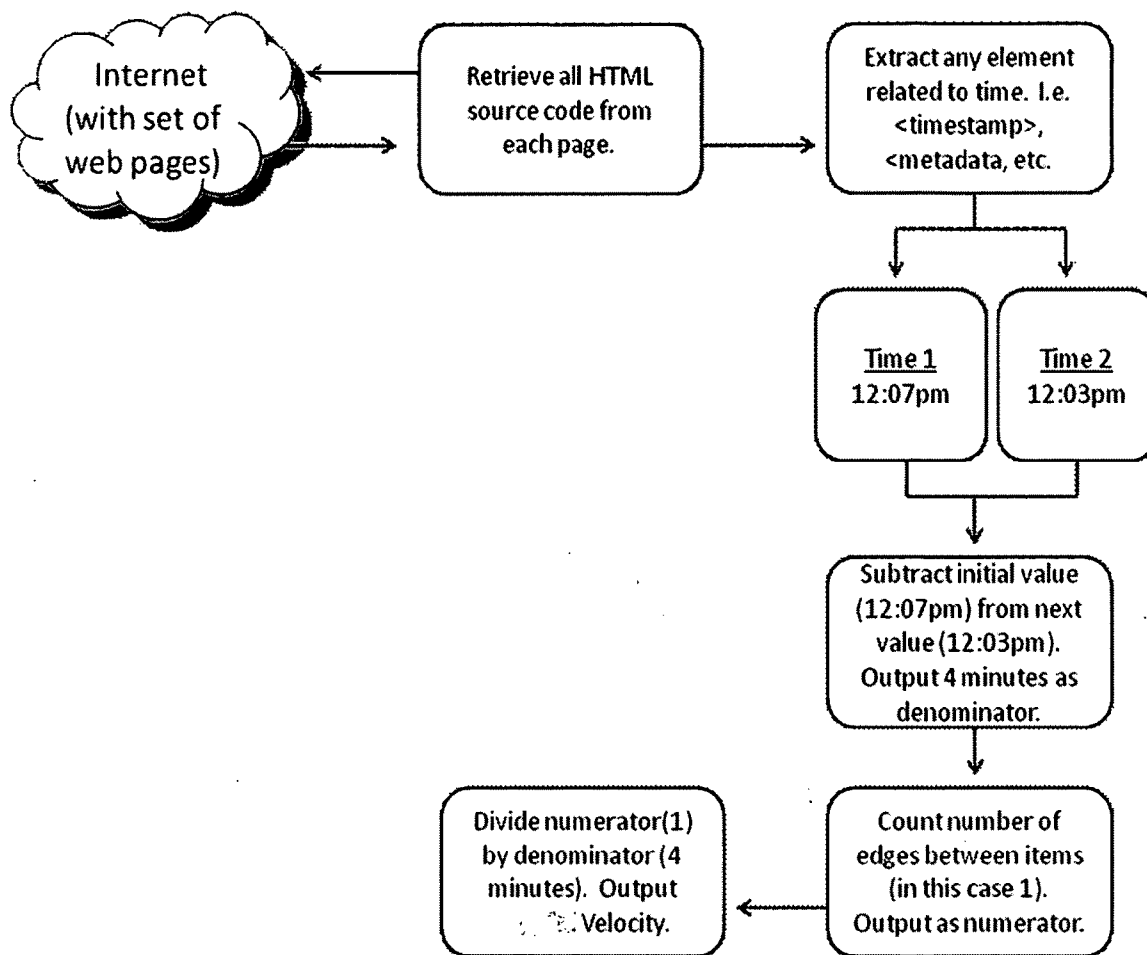 Internet
(with set of
web pages)
Retrieve all HTML
source code from
each page.
Extract any element
related to time. I.e.
<timestamp>,
<metadata, etc.
Time 1
12:07pm
Time 2
12:03pm
Subtract initial value
(12:07pm) from next
value (12:03pm).
Output 4 minutes as
denominator.
Count number of
edges between items
(in this case 1).
Output as numerator.
Divide numerator(1)
by denominator (4
minutes). Output
Velocity.